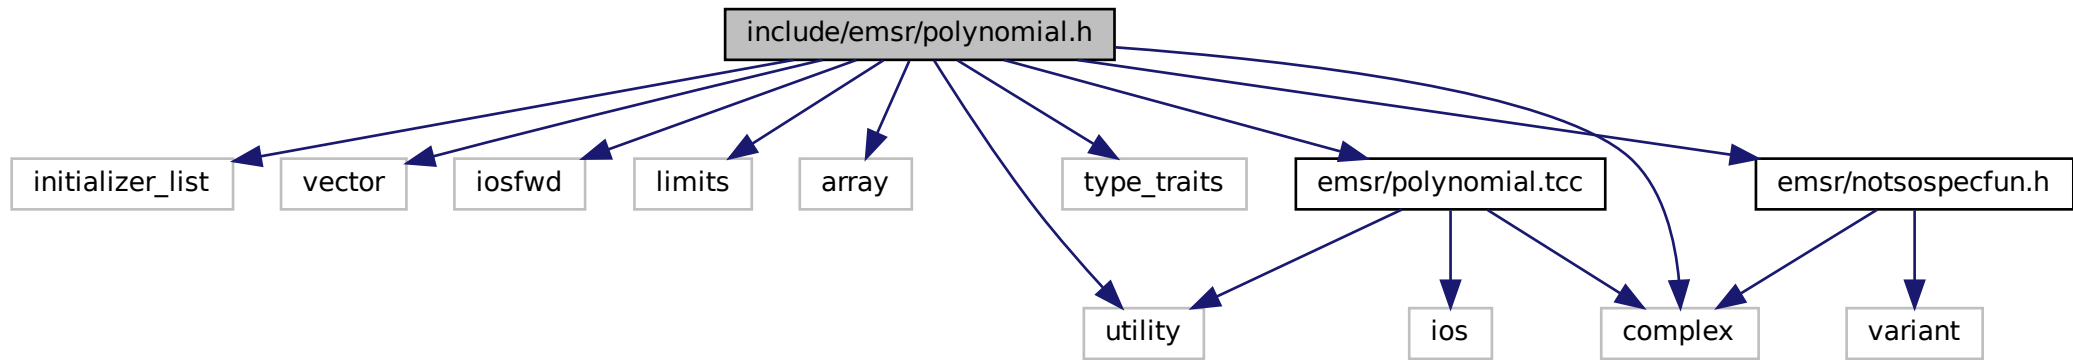 include/emsr/polynomial.h
initializer_list
vector
iosfwd
limits
array
type_traits
emsr/polynomial.tcc
emsr/notsospecfun.h
utility
ios
complex
variant